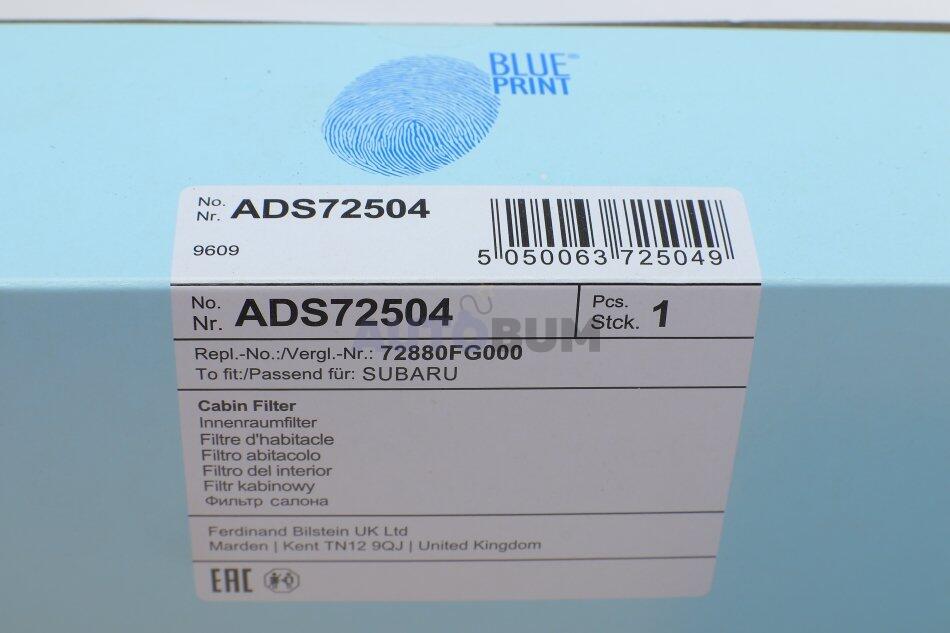 BLUE
PRINT
No.
Nr. ADS72504
9609
5 050063 725049
No.
Nr. ADS72504
Pcs.
Stck. 1
AUTOBUM
Repl.-No.:/Vergl.-Nr.: 72880FG000
To fit:/Passend für: SUBARU
Cabin Filter
Innenraumfilter
Filtre d'habitacle
Filtro abitacolo
Filtro del interior
Filtr kabinowy
Фильтр салона
Ferdinand Bilstein UK Ltd
Marden | Kent TN12 9QJ | United Kingdom
EAC